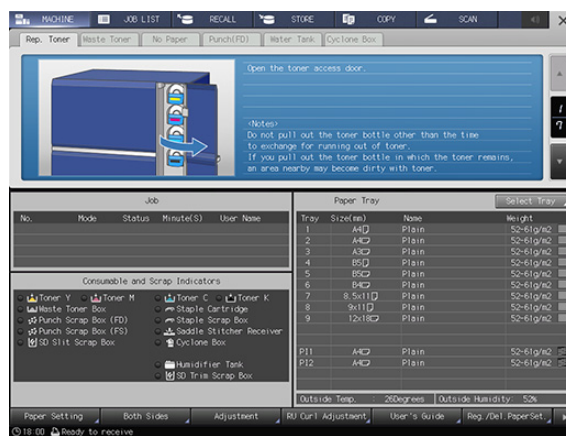 MACHINE JOB LIST RECALL STORE COPY SCAN
Rep. Toner Waste Toner No Paper Punch(FD) Water Tank Cyclone Box
Open the toner access door.
<Notes>
Do not pull out the toner bottle other than the time
to exchange for running out of toner.
If you pull out the toner bottle in which the toner remains,
an area nearby may become dirty with toner.
1
7
Job
No. Mode Status Minute(S) User Name
Consumable and Scrap Indicators
Toner Y Toner M Toner C Toner K
Waste Toner Box Staple Cartridge
Punch Scrap Box (FD) Staple Scrap Box
Punch Scrap Box (FS) Saddle Stitcher Receiver
SD Slit Scrap Box Cyclone Box
Humidifier Tank
SD Trim Scrap Box
Paper Tray Select Tray
Tray Size(mm) Name Weight
1 A4 Plain 52-61g/m2
2 A4 Plain 52-61g/m2
3 A3 Plain 52-61g/m2
4 B5 Plain 52-61g/m2
5 B5 Plain 52-61g/m2
6 B4 Plain 52-61g/m2
7 8.5x11 Plain 52-61g/m2
8 9x11 Plain 52-61g/m2
9 12x18 Plain 52-61g/m2
PI1 A4 Plain 52-61g/m2
PI2 A4 Plain 52-61g/m2
Outside Temp. : 26Degrees Outside Humidity: 52%
Paper Setting Both Sides Adjustment RU Curl Adjustment User's Guide Reg./Del.PaperSet.
18:00 Ready to receive